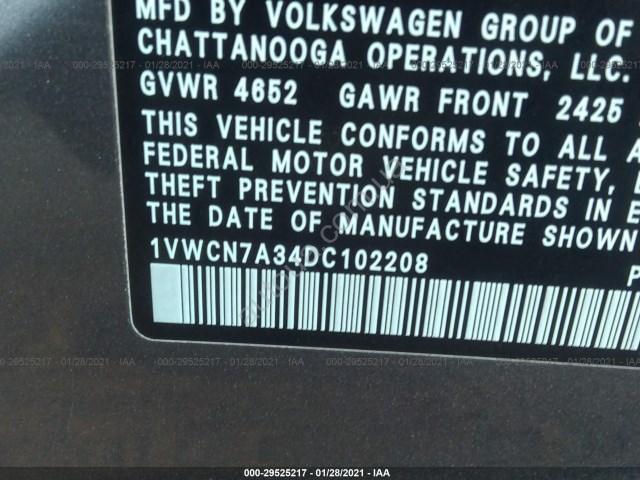 MFD BY VOLKSWAGEN GROUP OF
CHATTANOOGA OPERATIONS, LLC.
GVWR 4652 GAWR FRONT 2425
THIS VEHICLE CONFORMS TO ALL A
FEDERAL MOTOR VEHICLE SAFETY,
THEFT PREVENTION STANDARDS IN E
THE DATE OF MANUFACTURE SHOWN
1VWCN7A34DC102208
P
000-29525217 - 01/28/2021 - IAA